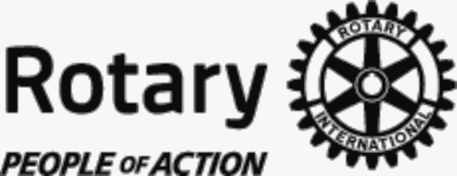 Rotary
PEOPLE OF ACTION
ROTARY
INTERNATIONAL